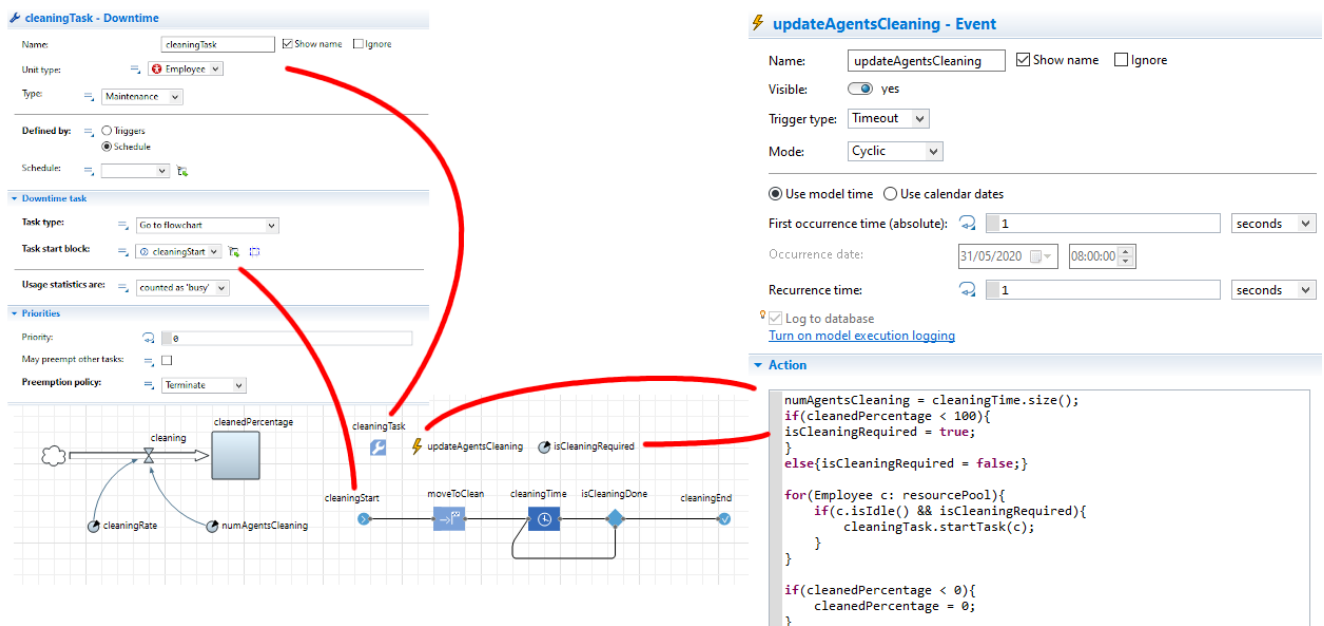 cleaningTask - Downtime
Name: cleaningTask Show name Ignore
Unit type: Employee
Type: Maintenance
Defined by: Triggers
Schedule
Schedule:
Downtime task
Task type: Go to flowchart
Task start block: cleaningStart
Usage statistics are: counted as 'busy'
Priorities
Priority: 0
May preempt other tasks:
Preemption policy: Terminate
cleaning
cleanedPercentage
cleaningRate
numAgentsCleaning
cleaningTask
updateAgentsCleaning
isCleaningRequired
cleaningStart
moveToClean
cleaningTime
isCleaningDone
cleaningEnd
updateAgentsCleaning - Event
Name: updateAgentsCleaning Show name Ignore
Visible: yes
Trigger type: Timeout
Mode: Cyclic
Use model time Use calendar dates
First occurrence time (absolute): 1 seconds
Occurrence date: 31/05/2020 08:00:00
Recurrence time: 1 seconds
Log to database
Turn on model execution logging
Action
numAgentsCleaning = cleaningTime.size();
if(cleanedPercentage < 100){
isCleaningRequired = true;
}
else{isCleaningRequired = false;}
for(Employee c: resourcePool){
if(c.isIdle() && isCleaningRequired){
cleaningTask.startTask(c);
}
}
if(cleanedPercentage < 0){
cleanedPercentage = 0;
}